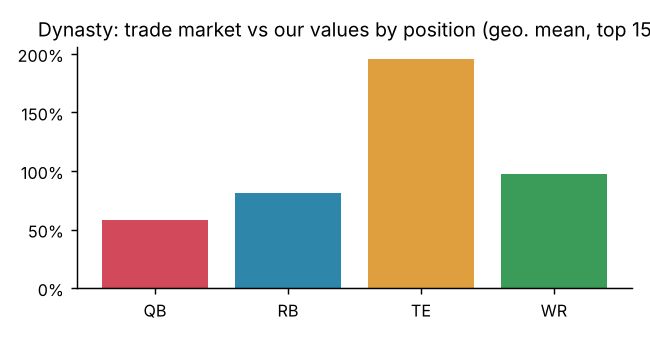 Dynasty: trade market vs our values by position (geo. mean, top 15
200%
150%
100%
50%
0%
QB RB TE WR